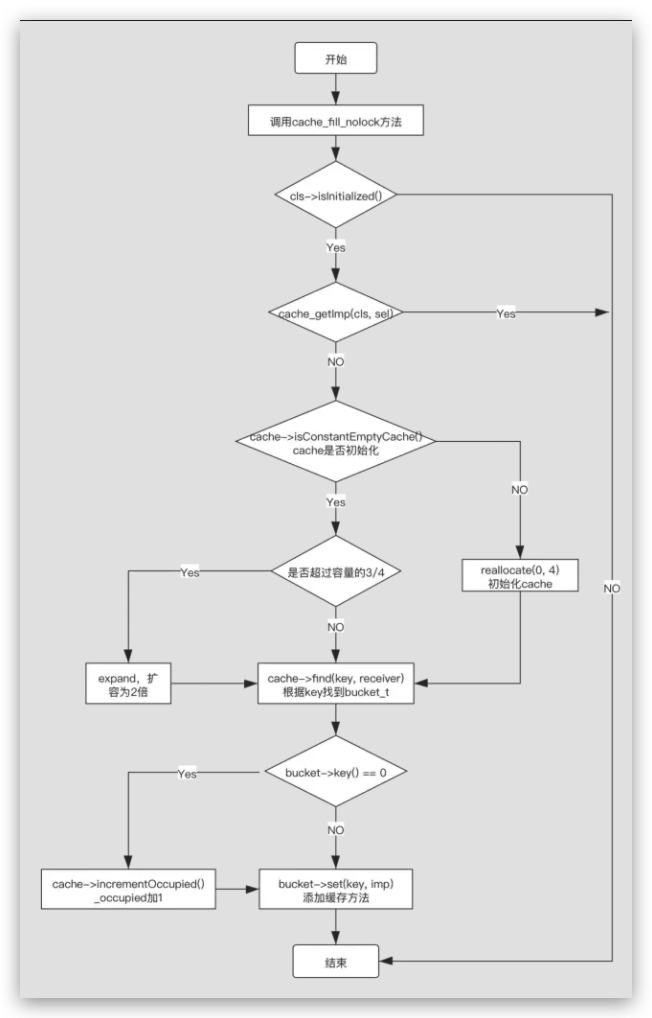 开始
调用cache_fill_nolock方法
cls->isInitialized()
Yes
cache_getImp(cls, sel)
Yes
NO
cache->isConstantEmptyCache()
cache是否初始化
NO
Yes
是否超过容量的3/4
Yes
reallocate(0, 4)
初始化cache
NO
NO
expand，扩
容为2倍
cache->find(key, receiver)
根据key找到bucket_t
bucket->key() == 0
Yes
NO
cache->incrementOccupied()
_occupied加1
bucket->set(key, imp)
添加缓存方法
结束